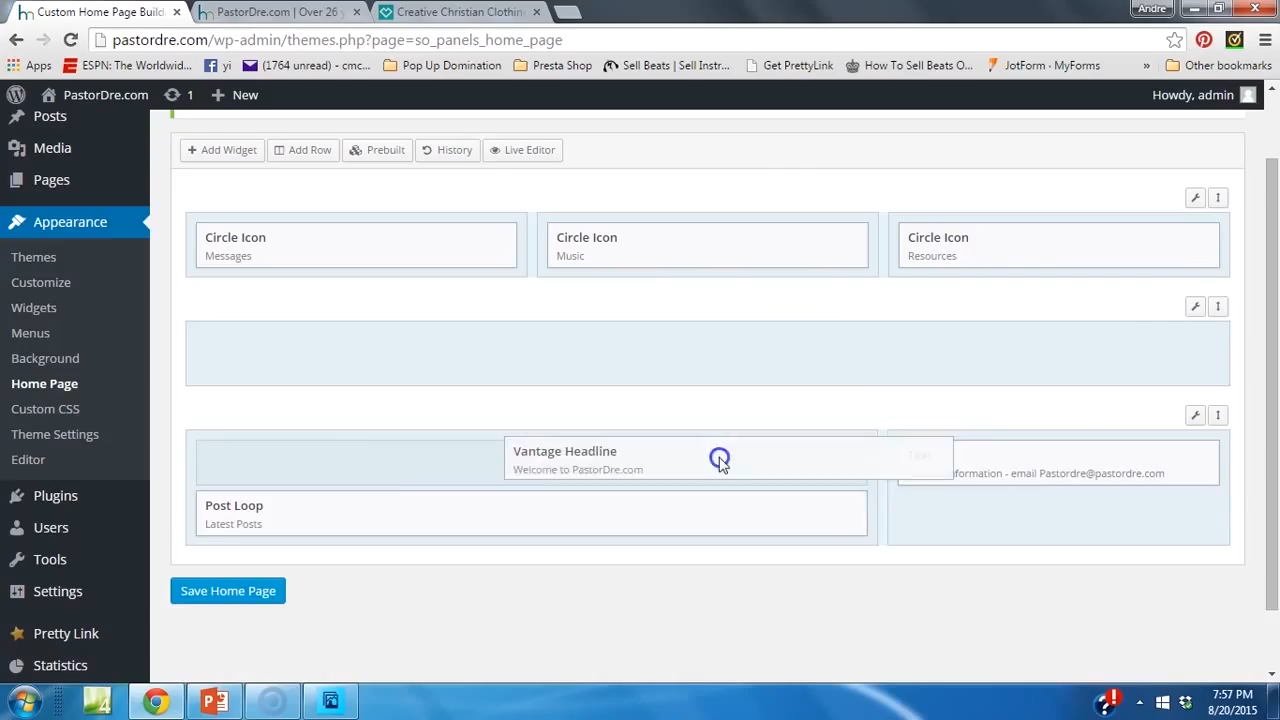 Custom Home Page Build
PastorDre.com | Over 26
Creative Christian Clothin
Andre
pastordre.com/wp-admin/themes.php?page=so_panels_home_page
Apps
ESPN: The Worldwid...
yi
(1764 unread) - cmc...
Pop Up Domination
Presta Shop
Sell Beats | Sell Instr...
Get PrettyLink
How To Sell Beats O...
JotForm · MyForms
»
Other bookmarks
PastorDre.com
1
+ New
Howdy, admin
Posts
Media
Pages
Appearance
Themes
Customize
Widgets
Menus
Background
Home Page
Custom CSS
Theme Settings
Editor
Plugins
Users
Tools
Settings
Pretty Link
Statistics
+ Add Widget
Add Row
Prebuilt
History
Live Editor
Circle Icon
Messages
Circle Icon
Music
Circle Icon
Resources
Vantage Headline
Welcome to PastorDre.com
Text
formation - email Pastordre@pastordre.com
Post Loop
Latest Posts
Save Home Page
4
7:57 PM
8/20/2015